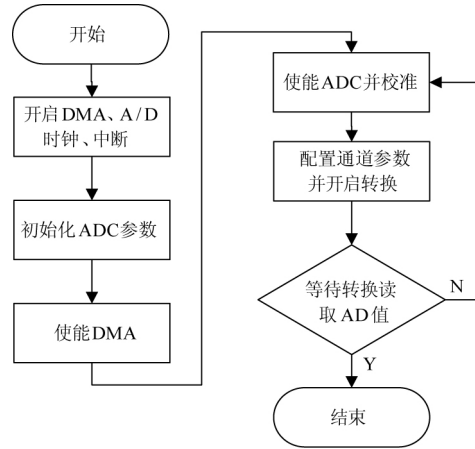 开始
开启DMA、A/D
时钟、中断
初始化ADC参数
使能DMA
使能ADC并校准
配置通道参数
并开启转换
等待转换读
取AD值
N
Y
结束